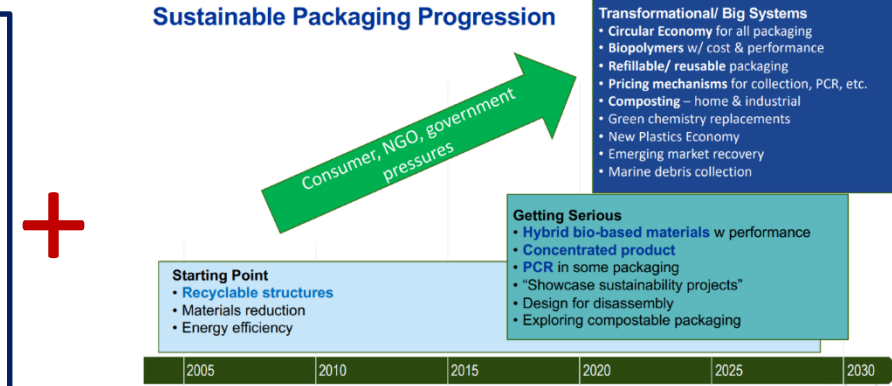 Sustainable Packaging Progression
Transformational/ Big Systems
• Circular Economy for all packaging
• Biopolymers w/ cost & performance
• Refillable/ reusable packaging
• Pricing mechanisms for collection, PCR, etc.
• Composting – home & industrial
• Green chemistry replacements
• New Plastics Economy
• Emerging market recovery
• Marine debris collection
Consumer, NGO, government
pressures
Getting Serious
• Hybrid bio-based materials w performance
• Concentrated product
• PCR in some packaging
• “Showcase sustainability projects”
• Design for disassembly
• Exploring compostable packaging
Starting Point
• Recyclable structures
• Materials reduction
• Energy efficiency
2005 2010 2015 2020 2025 2030